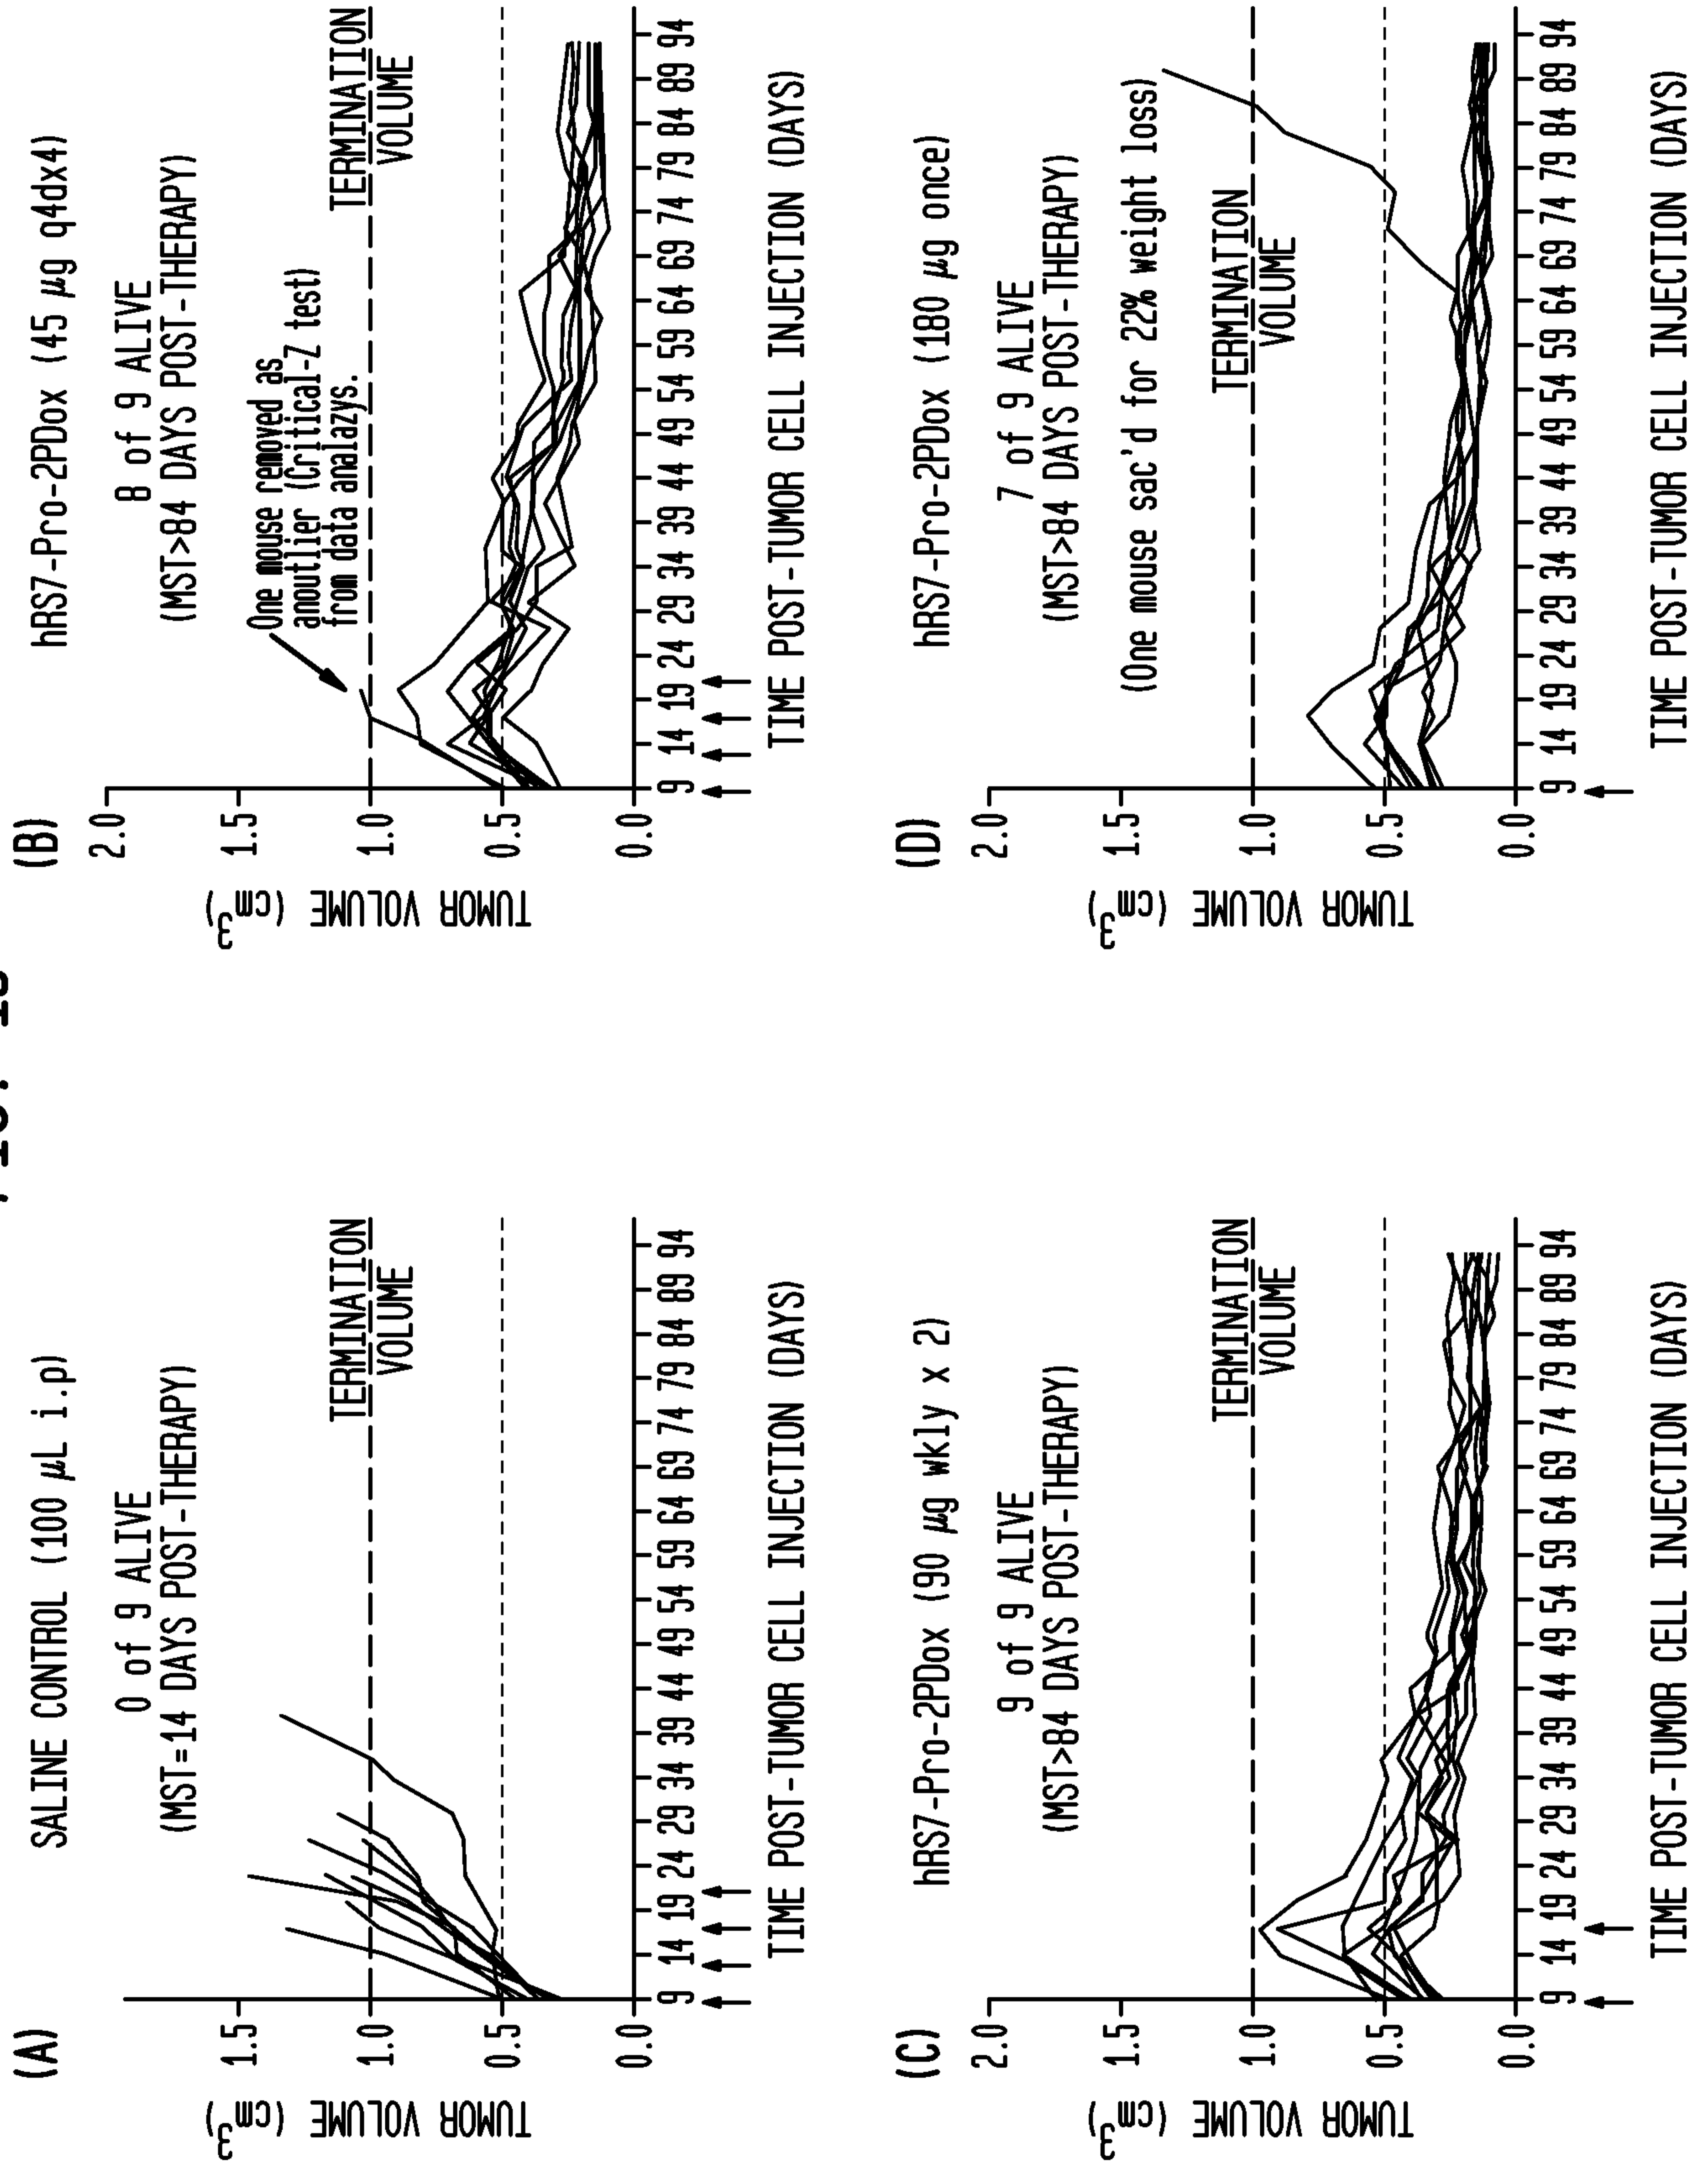 (A)
SALINE CONTROL (100 μL i.p)
0 of 9 ALIVE
(MST=14 DAYS POST-THERAPY)
TERMINATION
VOLUME
1.5
1.0
0.5
0.0
TUMOR VOLUME (cm3)
9 14 19 24 29 34 39 44 49 54 59 64 69 74 79 84 89 94
TIME POST-TUMOR CELL INJECTION (DAYS)
(B)
hRS7-Pro-2PDox (45 μg q4dx4)
8 of 9 ALIVE
(MST>84 DAYS POST-THERAPY)
One mouse removed as
anoutlier (Critical-Z test)
from data analazys.
TERMINATION
VOLUME
2.0
1.5
1.0
0.5
0.0
TUMOR VOLUME (cm3)
9 14 19 24 29 34 39 44 49 54 59 64 69 74 79 84 89 94
TIME POST-TUMOR CELL INJECTION (DAYS)
(C)
hRS7-Pro-2PDox (90 μg wkly x 2)
9 of 9 ALIVE
(MST>84 DAYS POST-THERAPY)
TERMINATION
VOLUME
2.0
1.5
1.0
0.5
0.0
TUMOR VOLUME (cm3)
9 14 19 24 29 34 39 44 49 54 59 64 69 74 79 84 89 94
TIME POST-TUMOR CELL INJECTION (DAYS)
(D)
hRS7-Pro-2PDox (180 μg once)
7 of 9 ALIVE
(MST>84 DAYS POST-THERAPY)
(One mouse sac'd for 22% weight loss)
TERMINATION
VOLUME
2.0
1.5
1.0
0.5
0.0
TUMOR VOLUME (cm3)
9 14 19 24 29 34 39 44 49 54 59 64 69 74 79 84 89 94
TIME POST-TUMOR CELL INJECTION (DAYS)